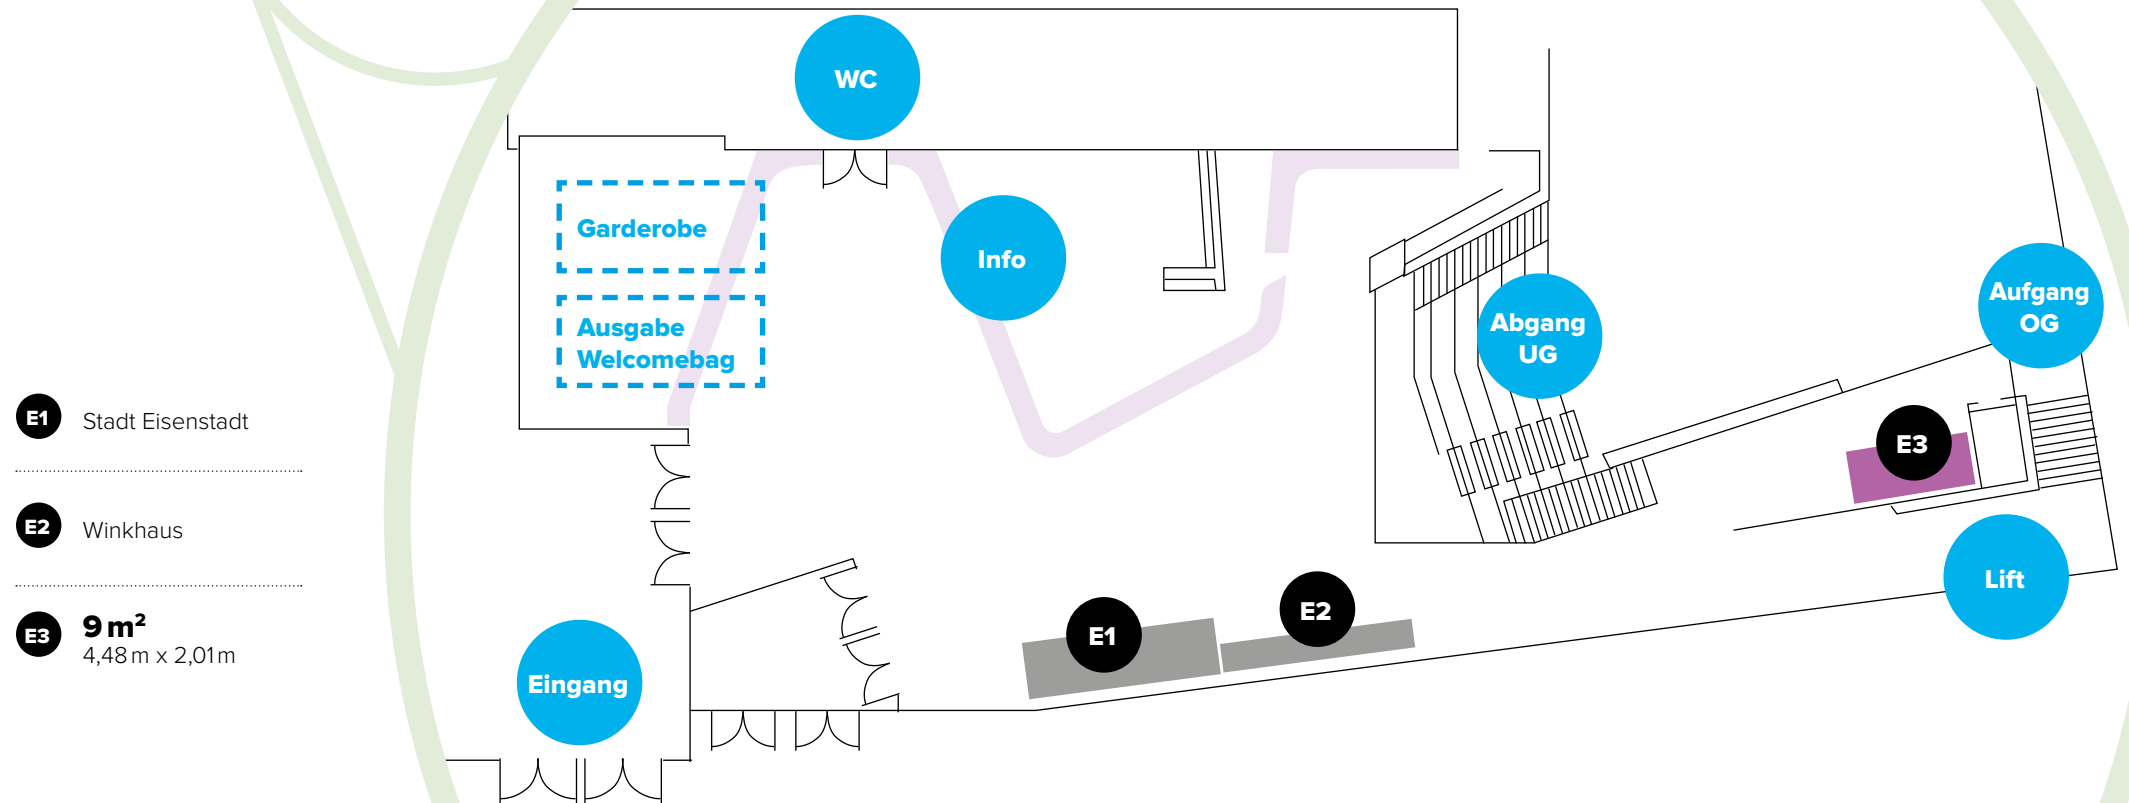 WC
Garderobe
Info
Ausgabe
Welcomebag
Abgang
UG
Aufgang
OG
E1 Stadt Eisenstadt
E2 Winkhaus
E3 9 m²
4,48 m x 2,01 m
E3
Lift
E1
E2
Eingang